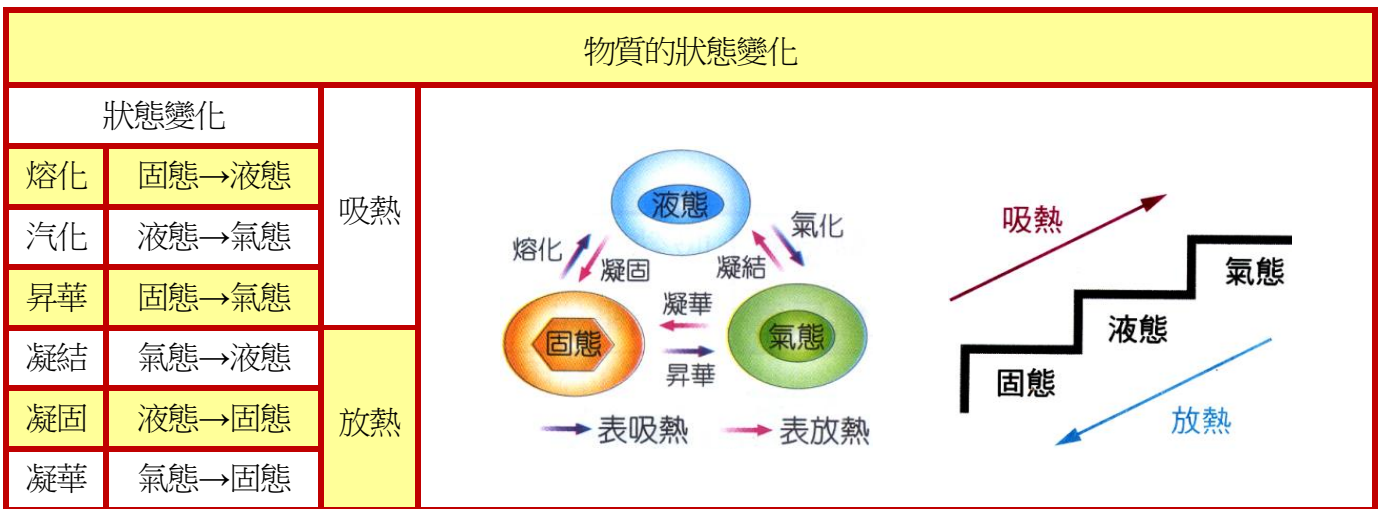 物質的狀態變化
狀態變化
吸熱
熔化 固態→液態
汽化 液態→氣態
昇華 固態→氣態
放熱
凝結 氣態→液態
凝固 液態→固態
凝華 氣態→固態
液態
熔化
凝固
氣化
凝結
固態
凝華
昇華
氣態
表吸熱
表放熱
吸熱
氣態
液態
固態
放熱